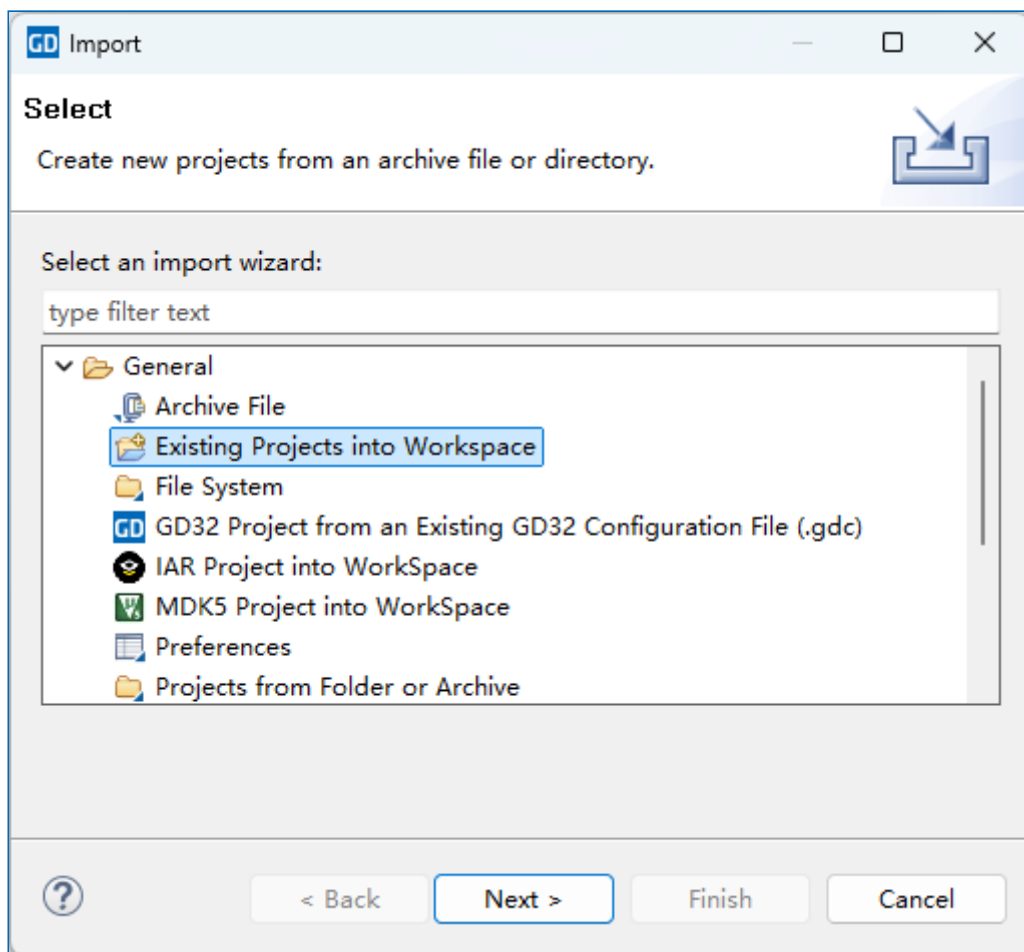 GD Import
Select
Create new projects from an archive file or directory.
Select an import wizard:
type filter text
General
Archive File
Existing Projects into Workspace
File System
GD GD32 Project from an Existing GD32 Configuration File (.gdc)
IAR Project into WorkSpace
MDK5 Project into WorkSpace
Preferences
Projects from Folder or Archive
? < Back Next > Finish Cancel